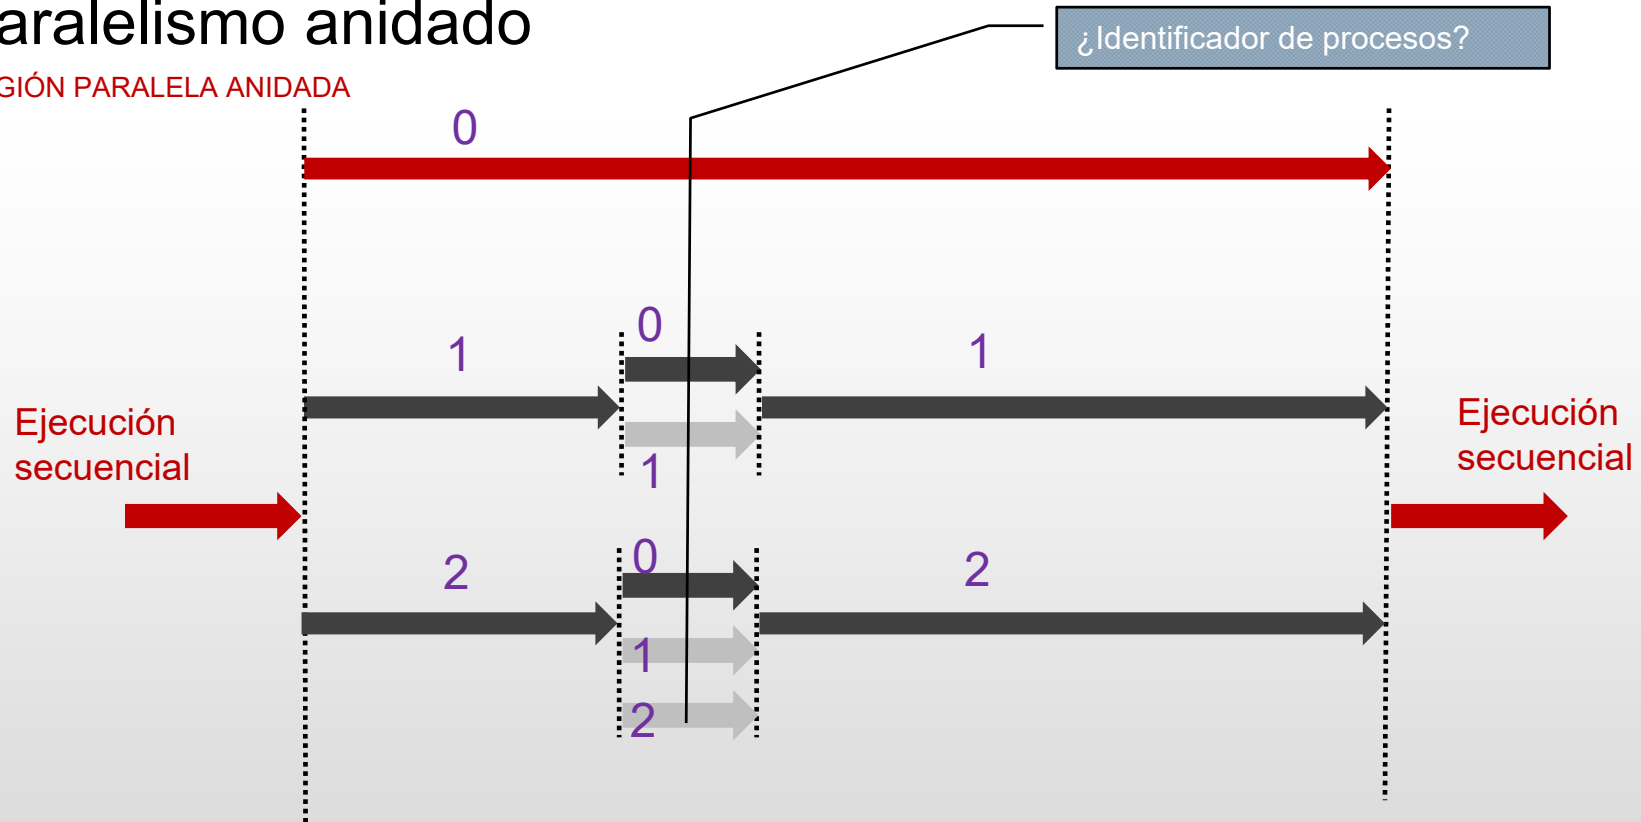 aralelismo anidado
¿Identificador de procesos?
GIÓN PARALELA ANIDADA
0
0
1
1
Ejecución
secuencial
Ejecución
secuencial
1
0
2
2
1
2